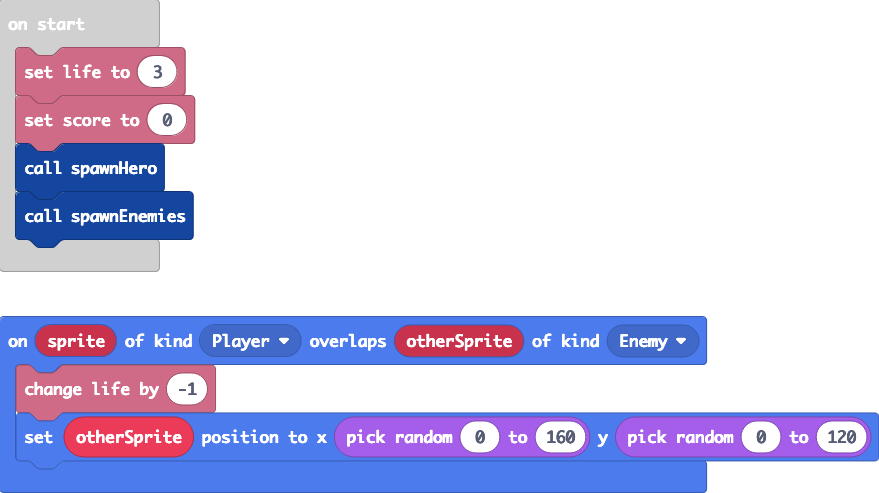 on start
set life to 3
set score to 0
call spawnHero
call spawnEnemies
on sprite of kind Player overlaps otherSprite of kind Enemy
change life by -1
set otherSprite position to x pick random 0 to 160 y pick random 0 to 120